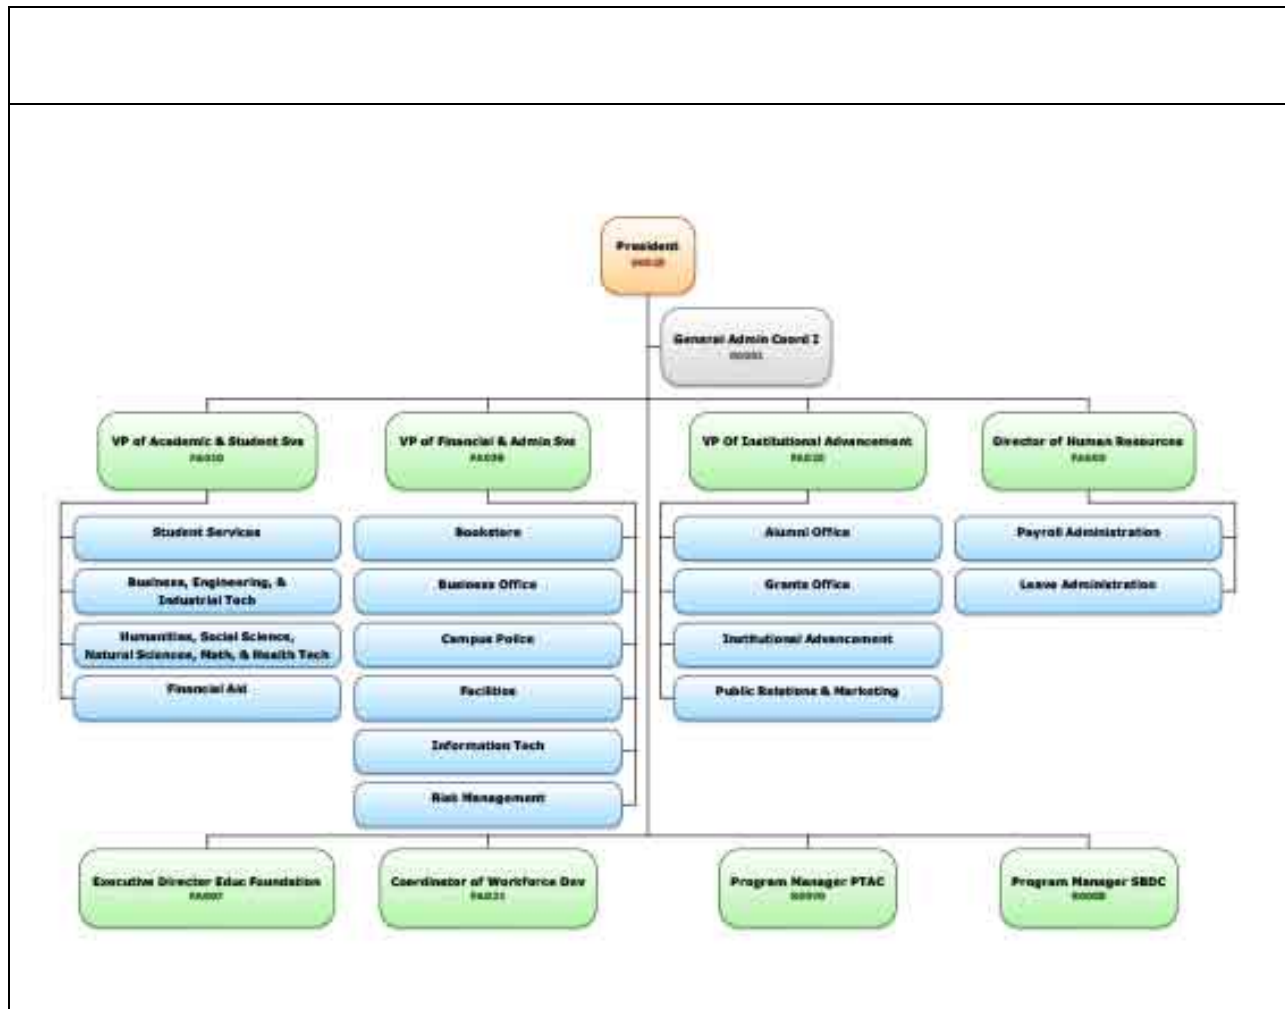 President
General Admin Coord I
VP of Academic & Student Svs
VP of Financial & Admin Svs
VP Of Institutional Advancement
Director of Human Resources
Student Services
Business, Engineering, &
Industrial Tech
Humanities, Social Science,
Natural Sciences, Math, & Health Tech
Financial Aid
Bookstore
Business Office
Campus Police
Facilities
Information Tech
Risk Management
Alumni Office
Grants Office
Institutional Advancement
Public Relations & Marketing
Payroll Administration
Leave Administration
Executive Director Educ Foundation
Coordinator of Workforce Dev
Program Manager PTAC
Program Manager SBDC